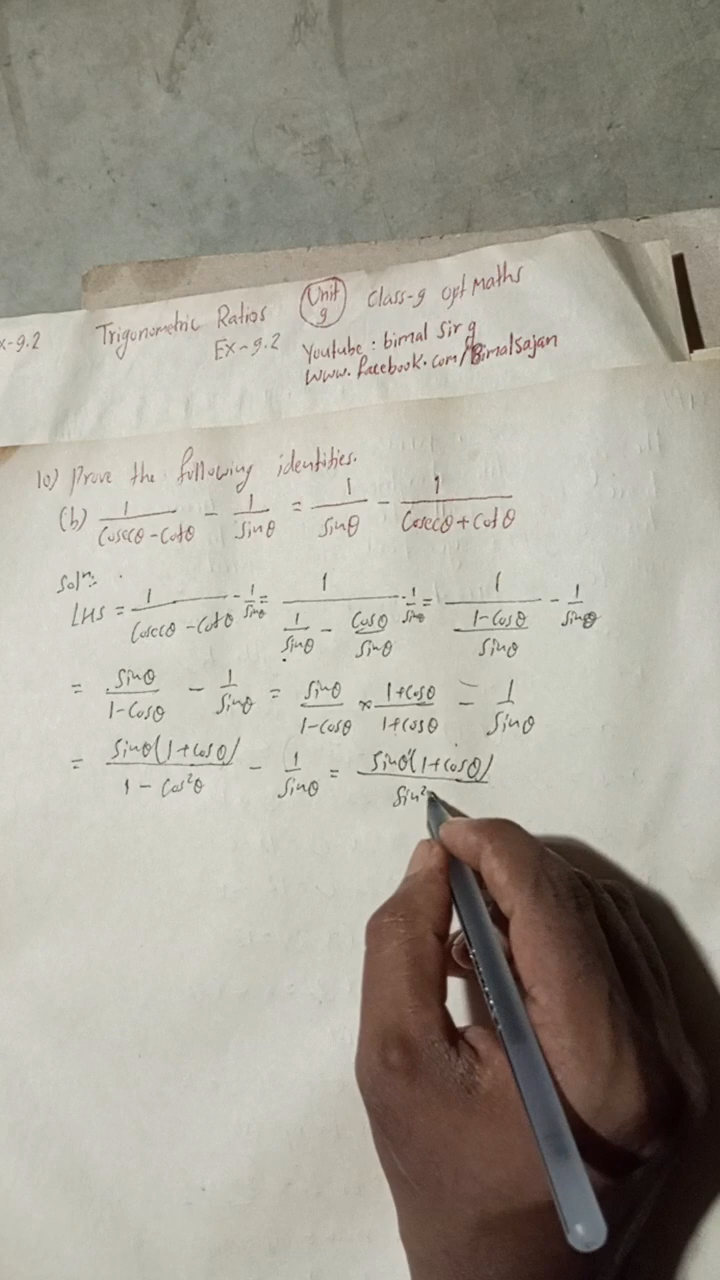 x-9.2
Trigonometric Ratios Unit 9 Class-9 Opt Maths
Ex-9.2 Youtube : bimal Sir g
www.facebook.com/Bimalsajan
10) Prove the following identities.
(b) 1/(Cosecθ - Cotθ) - 1/Sinθ = 1/Sinθ - 1/(Cosecθ + Cotθ)
Solⁿ:
LHS = 1/(Cosecθ - Cotθ) - 1/Sinθ = 1/(1/Sinθ - Cosθ/Sinθ) - 1/Sinθ = 1/((1-Cosθ)/Sinθ) - 1/Sinθ
= Sinθ/(1-Cosθ) - 1/Sinθ = Sinθ/(1-Cosθ) × (1+Cosθ)/(1+Cosθ) - 1/Sinθ
= Sinθ(1+Cosθ)/(1 - Cos²θ) - 1/Sinθ = Sinθ(1+Cosθ)/Sin²